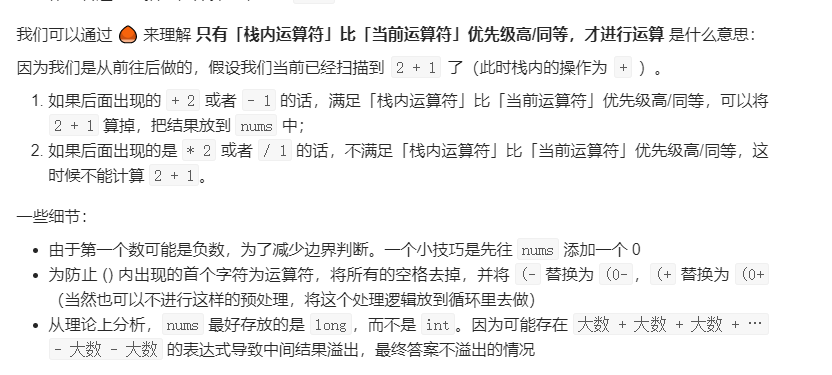 我们可以通过 🌰 来理解 只有「栈内运算符」比「当前运算符」优先级高/同等，才进行运算 是什么意思：
因为我们是从前往后做的，假设我们当前已经扫描到 2 + 1 了（此时栈内的操作为 + ）。
1. 如果后面出现的 + 2 或者 - 1 的话，满足「栈内运算符」比「当前运算符」优先级高/同等，可以将
2 + 1 算掉，把结果放到 nums 中；
2. 如果后面出现的是 * 2 或者 / 1 的话，不满足「栈内运算符」比「当前运算符」优先级高/同等，这
时候不能计算 2 + 1。
一些细节：
• 由于第一个数可能是负数，为了减少边界判断。一个小技巧是先往 nums 添加一个 0
• 为防止 () 内出现的首个字符为运算符，将所有的空格去掉，并将 (- 替换为 (0-，(+ 替换为 (0+
（当然也可以不进行这样的预处理，将这个处理逻辑放到循环里去做）
• 从理论上分析，nums 最好存放的是 long，而不是 int。因为可能存在 大数 + 大数 + 大数 + …
- 大数 - 大数 的表达式导致中间结果溢出，最终答案不溢出的情况